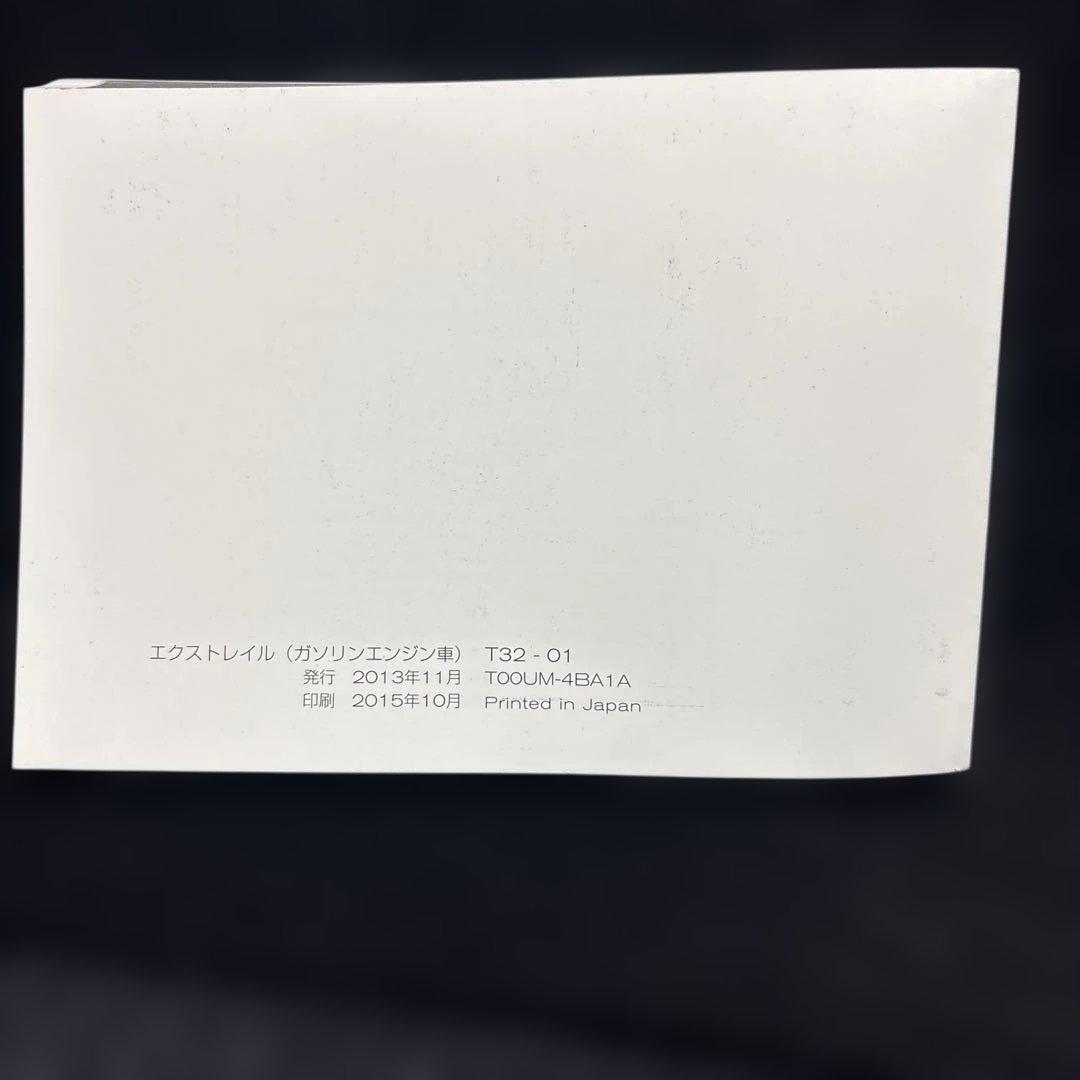 エクストレイル（ガソリンエンジン車） T32 - 01
発行 2013年11月 T00UM-4BA1A
印刷 2015年10月 Printed in Japan